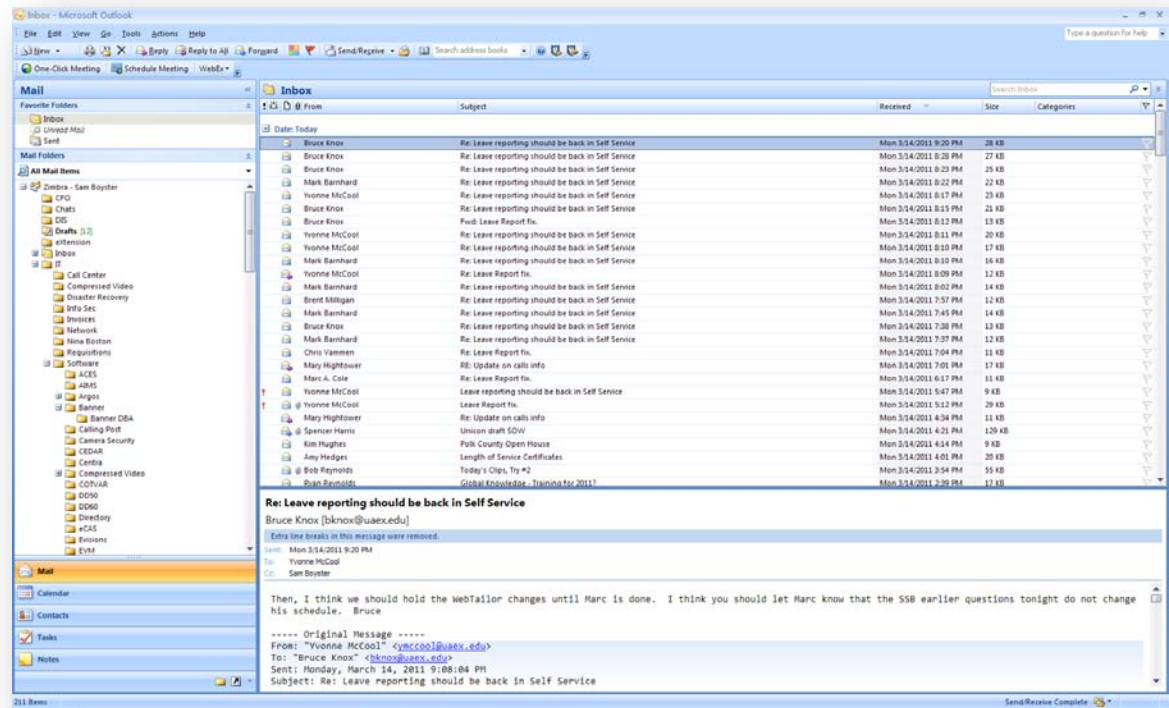 Inbox - Microsoft Outlook
File Edit View Go Tools Actions Help Type a question for help
New Reply Reply to All Forward Send/Receive Search address books
One-Click Meeting Schedule Meeting WebEx
Mail
Favorite Folders
Inbox
Unread Mail
Sent
Mail Folders
All Mail Items
Zimbra - Sam Boyster
CFO
Chats
DIS
Drafts [12]
extension
Inbox
IT
Call Center
Compressed Video
Disaster Recovery
Info Sec
Invoices
Network
Nina Boston
Requisitions
Software
ACES
AIMS
Argos
Banner
Banner DBA
Calling Post
Camera Security
CEDAR
Centra
Compressed Video
COTVAR
DD50
DD60
Directory
eCAS
Evisions
EVM
Mail
Calendar
Contacts
Tasks
Notes
Inbox Search Inbox
From Subject Received Size Categories
Date: Today
Bruce Knox Re: Leave reporting should be back in Self Service Mon 3/14/2011 9:20 PM 28 KB
Bruce Knox Re: Leave reporting should be back in Self Service Mon 3/14/2011 8:28 PM 27 KB
Bruce Knox Re: Leave reporting should be back in Self Service Mon 3/14/2011 8:23 PM 25 KB
Mark Barnhard Re: Leave reporting should be back in Self Service Mon 3/14/2011 8:22 PM 22 KB
Yvonne McCool Re: Leave reporting should be back in Self Service Mon 3/14/2011 8:17 PM 23 KB
Bruce Knox Re: Leave reporting should be back in Self Service Mon 3/14/2011 8:15 PM 21 KB
Bruce Knox Fwd: Leave Report fix. Mon 3/14/2011 8:12 PM 13 KB
Yvonne McCool Re: Leave reporting should be back in Self Service Mon 3/14/2011 8:11 PM 20 KB
Yvonne McCool Re: Leave reporting should be back in Self Service Mon 3/14/2011 8:10 PM 17 KB
Mark Barnhard Re: Leave reporting should be back in Self Service Mon 3/14/2011 8:10 PM 16 KB
Yvonne McCool Re: Leave Report fix. Mon 3/14/2011 8:09 PM 12 KB
Mark Barnhard Re: Leave reporting should be back in Self Service Mon 3/14/2011 8:02 PM 14 KB
Brent Milligan Re: Leave reporting should be back in Self Service Mon 3/14/2011 7:57 PM 12 KB
Mark Barnhard Re: Leave reporting should be back in Self Service Mon 3/14/2011 7:45 PM 14 KB
Bruce Knox Re: Leave reporting should be back in Self Service Mon 3/14/2011 7:38 PM 13 KB
Mark Barnhard Re: Leave reporting should be back in Self Service Mon 3/14/2011 7:37 PM 12 KB
Chris Vammen Re: Leave Report fix. Mon 3/14/2011 7:04 PM 11 KB
Mary Hightower RE: Update on calls info Mon 3/14/2011 7:01 PM 17 KB
Marc A. Cole Re: Leave Report fix. Mon 3/14/2011 6:17 PM 11 KB
Yvonne McCool Leave reporting should be back in Self Service Mon 3/14/2011 5:47 PM 9 KB
Yvonne McCool Leave Report fix. Mon 3/14/2011 5:12 PM 29 KB
Mary Hightower Re: Update on calls info Mon 3/14/2011 4:34 PM 11 KB
Spencer Harris Unicon draft SOW Mon 3/14/2011 4:21 PM 129 KB
Kim Hughes Polk County Open House Mon 3/14/2011 4:14 PM 9 KB
Amy Hedges Length of Service Certificates Mon 3/14/2011 4:01 PM 20 KB
Bob Reynolds Today's Clips, Try #2 Mon 3/14/2011 3:54 PM 55 KB
Ryan Reynolds Global Knowledge - Training for 2011? Mon 3/14/2011 2:39 PM 17 KB
Re: Leave reporting should be back in Self Service
Bruce Knox [bknox@uaex.edu]
Extra line breaks in this message were removed.
Sent: Mon 3/14/2011 9:20 PM
To: Yvonne McCool
Cc: Sam Boyster
Then, I think we should hold the WebTailor changes until Marc is done. I think you should let Marc know that the SSB earlier questions tonight do not change
his schedule. Bruce
----- Original Message -----
From: "Yvonne McCool" <ymccool@uaex.edu>
To: "Bruce Knox" <bknox@uaex.edu>
Sent: Monday, March 14, 2011 9:08:04 PM
Subject: Re: Leave reporting should be back in Self Service
211 Items Send/Receive Complete